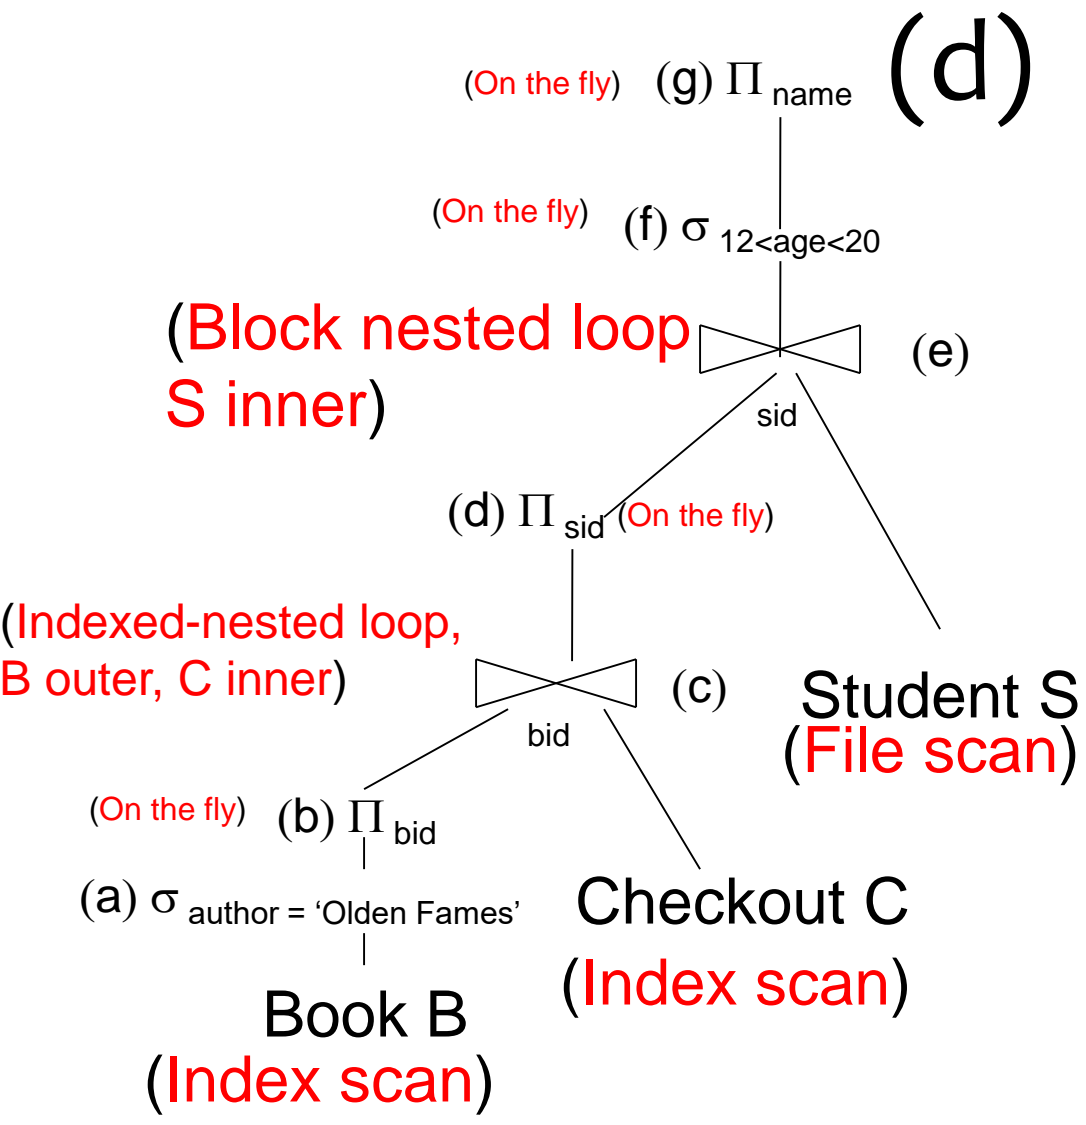 (d)
(On the fly) (g) Π name
(On the fly) (f) σ 12<age<20
(Block nested loop
S inner)
(e)
sid
(d) Π sid (On the fly)
(Indexed-nested loop,
B outer, C inner)
(c)
bid
Student S
(File scan)
(On the fly) (b) Π bid
(a) σ author = ‘Olden Fames’
Checkout C
(Index scan)
Book B
(Index scan)